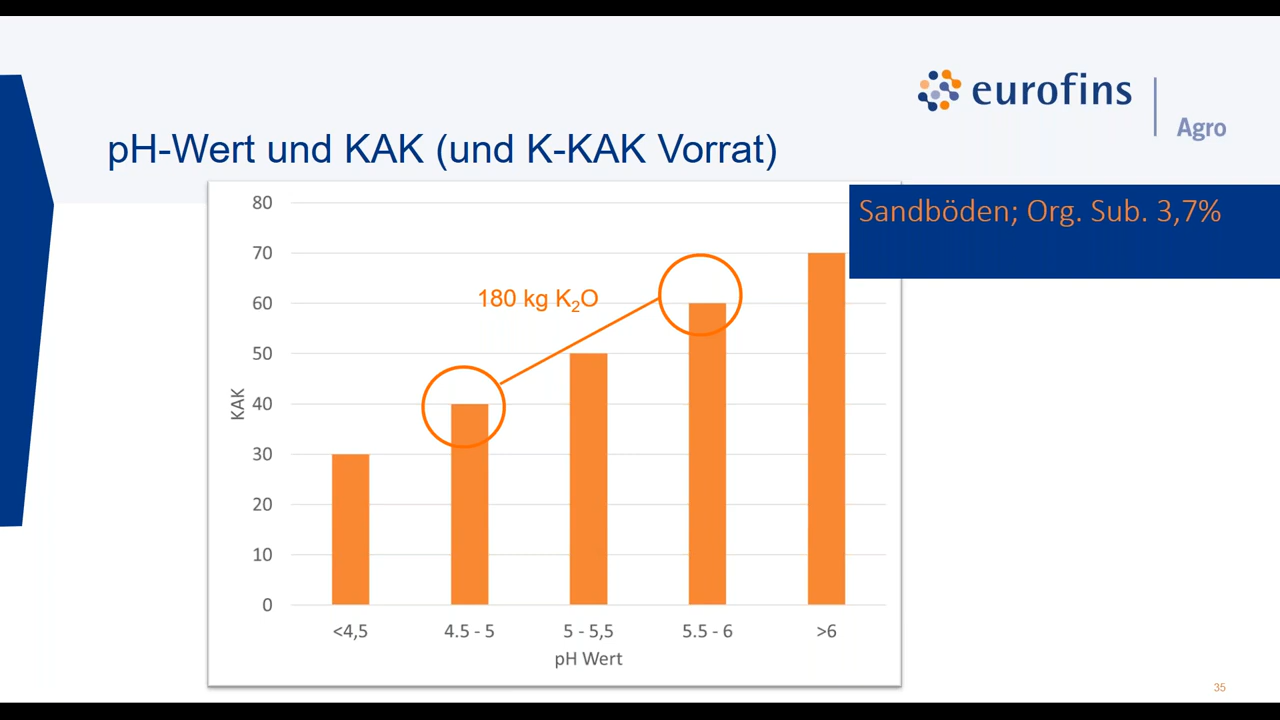 eurofins
Agro
pH-Wert und KAK (und K-KAK Vorrat)
Sandböden; Org. Sub. 3,7%
80
70
60
50
40
30
20
10
0
KAK
180 kg K₂O
<4,5
4.5 - 5
5 - 5,5
5.5 - 6
>6
pH Wert
35